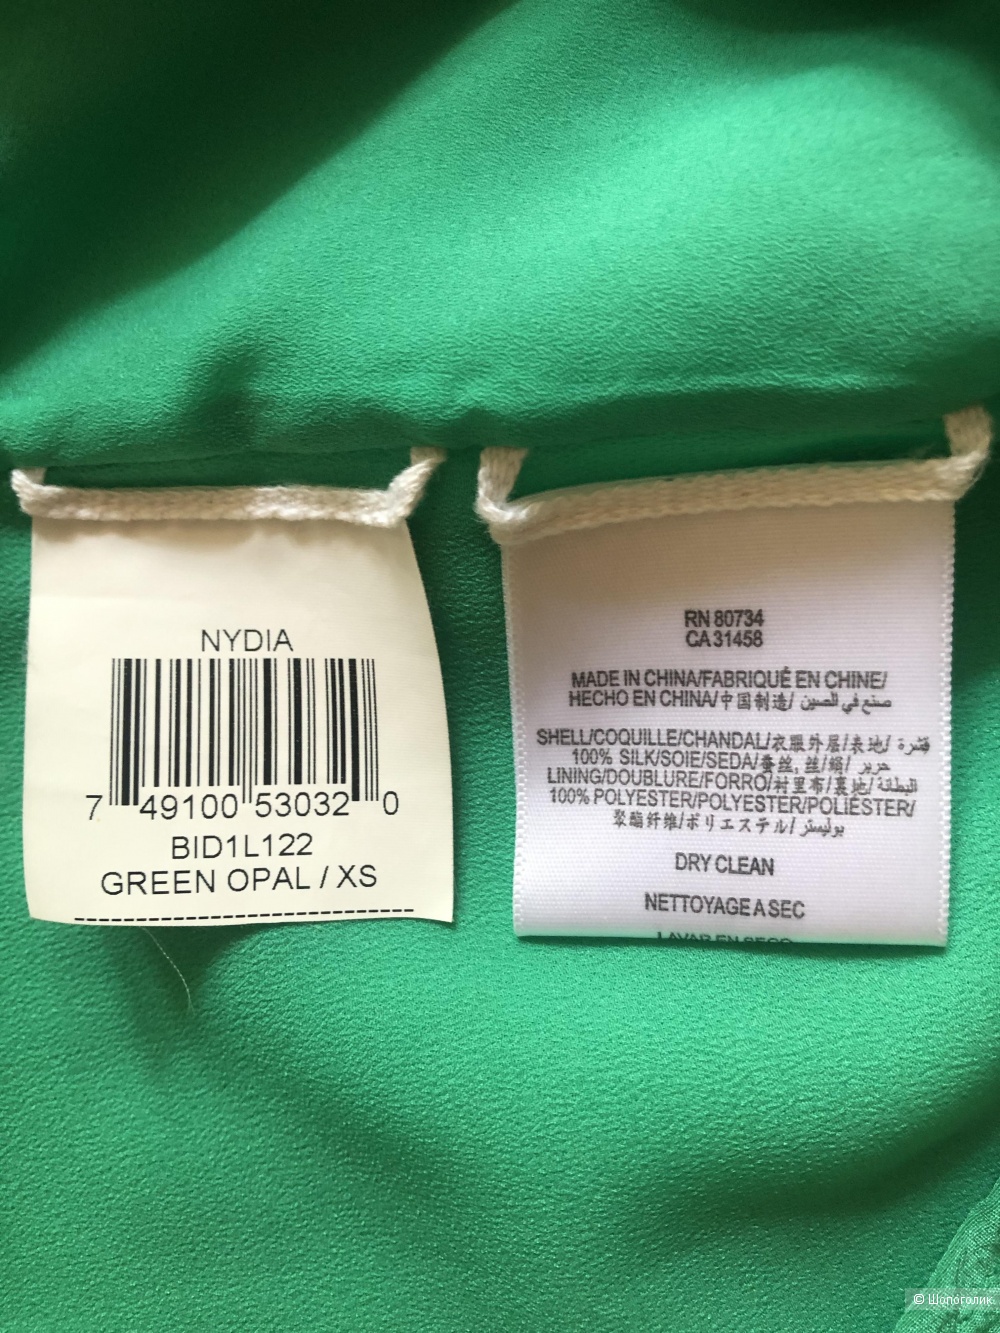 NYDIA
7 49100 53032 0
BID1L122
GREEN OPAL / XS
RN 80734
CA 31458
MADE IN CHINA/FABRIQUÉ EN CHINE/
HECHO EN CHINA/中国制造/ صنع في الصين
SHELL/COQUILLE/CHANDAL/衣服外层/表地/ قشرة
100% SILK/SOIE/SEDA/蚕丝, 丝/絹/ حرير
LINING/DOUBLURE/FORRO/衬里布/裏地/ البطانة
100% POLYESTER/POLYESTER/POLIÉSTER/
聚酯纤维/ポリエステル/ بوليستر
DRY CLEAN
NETTOYAGE A SEC
LAVAR EN SECO
© Шопоголик